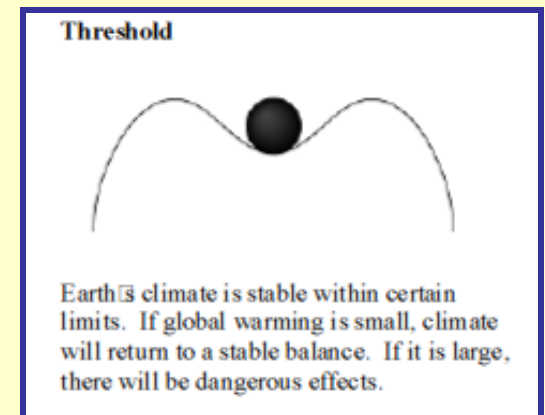 Threshold
Earth□s climate is stable within certain
limits.  If global warming is small, climate
will return to a stable balance.  If it is large,
there will be dangerous effects.